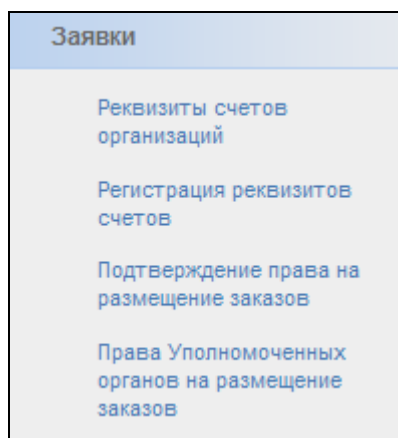 Заявки
Реквизиты счетов
организаций
Регистрация реквизитов
счетов
Подтверждение права на
размещение заказов
Права Уполномоченных
органов на размещение
заказов